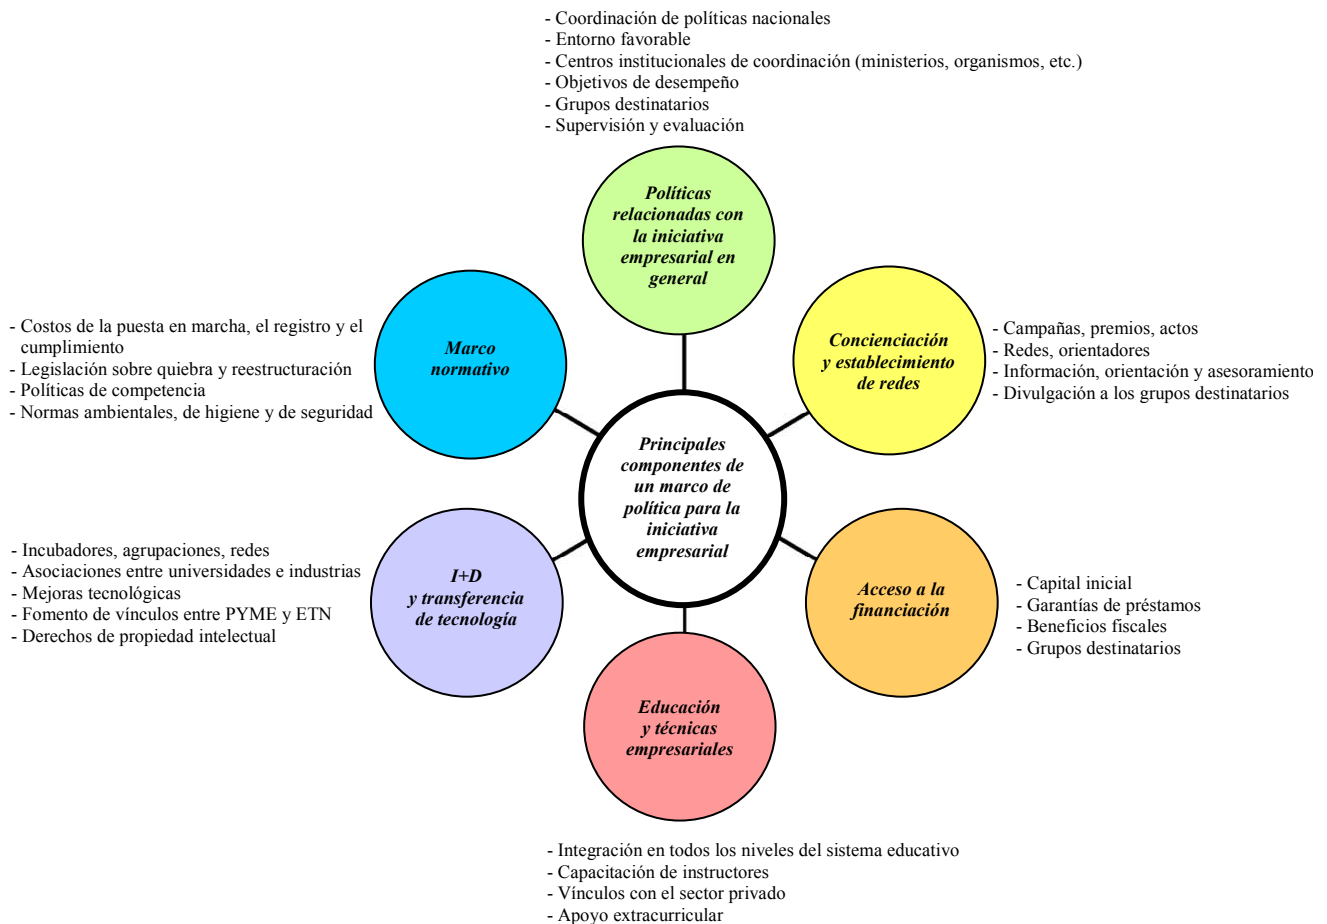 - Coordinación de políticas nacionales
- Entorno favorable
- Centros institucionales de coordinación (ministerios, organismos, etc.)
- Objetivos de desempeño
- Grupos destinatarios
- Supervisión y evaluación
Políticas
relacionadas con
la iniciativa
empresarial en
general
- Costos de la puesta en marcha, el registro y el
cumplimiento
- Legislación sobre quiebra y reestructuración
- Políticas de competencia
- Normas ambientales, de higiene y de seguridad
Marco
normativo
Concienciación
y establecimiento
de redes
- Campañas, premios, actos
- Redes, orientadores
- Información, orientación y asesoramiento
- Divulgación a los grupos destinatarios
Principales
componentes de
un marco de
política para la
iniciativa
empresarial
- Incubadores, agrupaciones, redes
- Asociaciones entre universidades e industrias
- Mejoras tecnológicas
- Fomento de vínculos entre PYME y ETN
- Derechos de propiedad intelectual
I+D
y transferencia
de tecnología
Acceso a la
financiación
- Capital inicial
- Garantías de préstamos
- Beneficios fiscales
- Grupos destinatarios
Educación
y técnicas
empresariales
- Integración en todos los niveles del sistema educativo
- Capacitación de instructores
- Vínculos con el sector privado
- Apoyo extracurricular